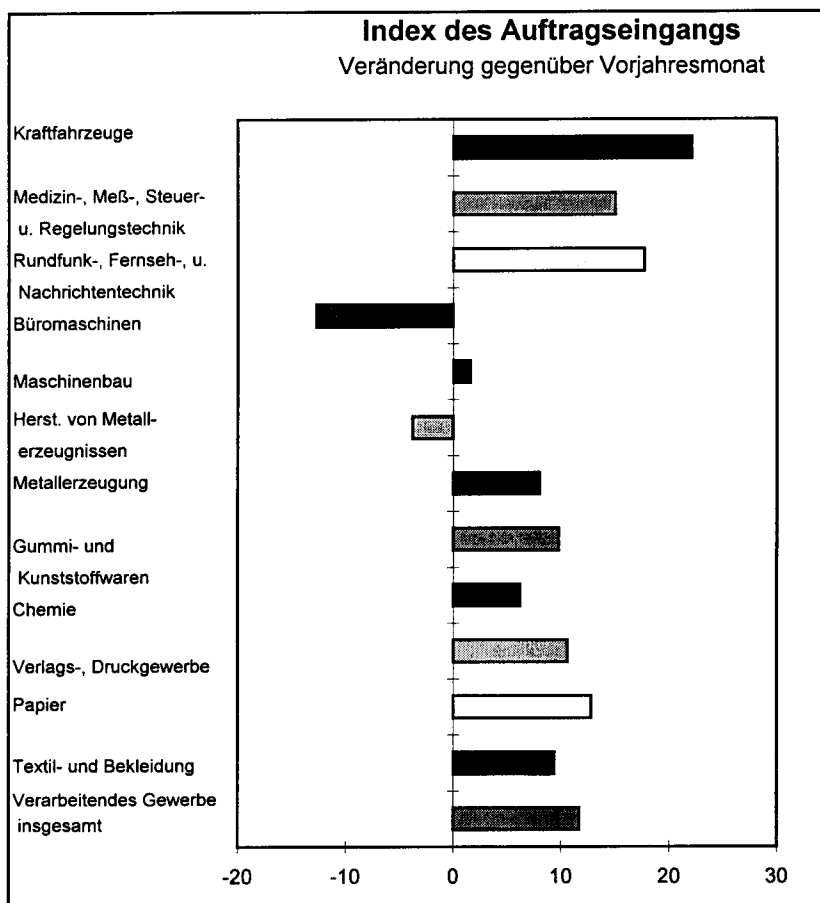 Index des Auftragseingangs
Veränderung gegenüber Vorjahresmonat
Kraftfahrzeuge
Medizin-, Meß-, Steuer-
u. Regelungstechnik
Rundfunk-, Fernseh-, u.
Nachrichtentechnik
Büromaschinen
Maschinenbau
Herst. von Metall-
erzeugnissen
Metallerzeugung
Gummi- und
Kunststoffwaren
Chemie
Verlags-, Druckgewerbe
Papier
Textil- und Bekleidung
Verarbeitendes Gewerbe
insgesamt
-20 -10 0 10 20 30